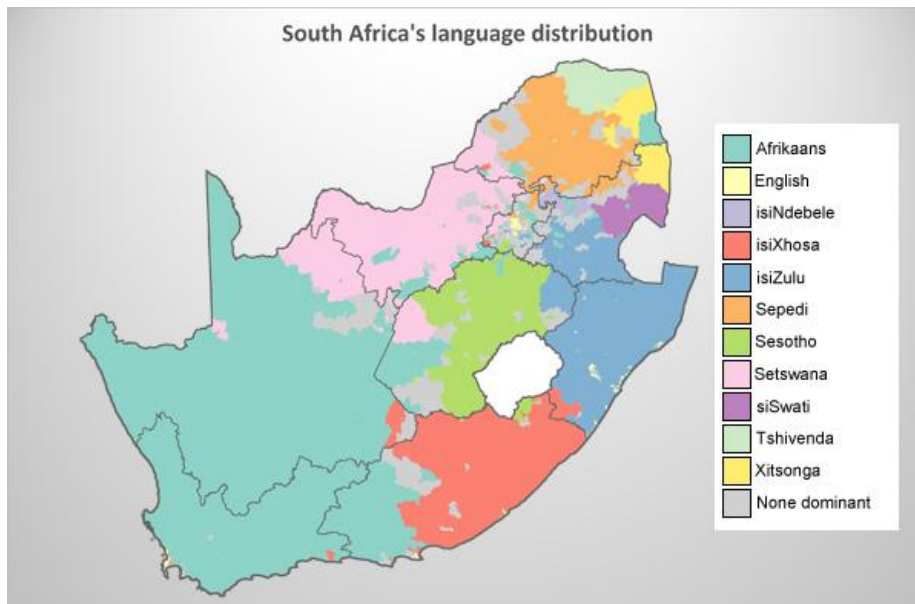 South Africa's language distribution
Afrikaans
English
isiNdebele
isiXhosa
isiZulu
Sepedi
Sesotho
Setswana
siSwati
Tshivenda
Xitsonga
None dominant